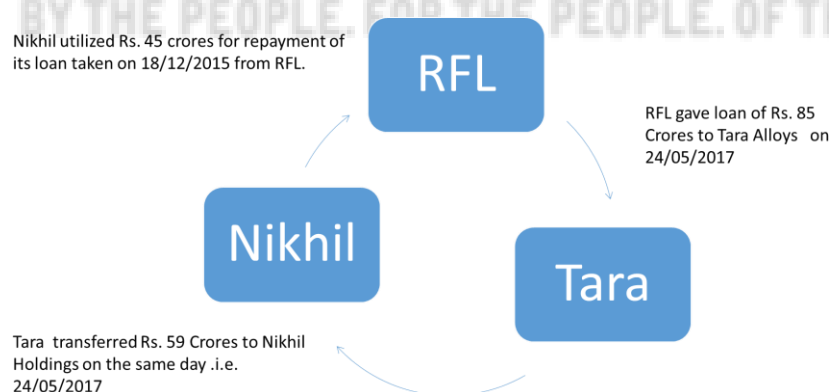 BY THE PEOPLE. FOR THE PEOPLE. OF TH
Nikhil utilized Rs. 45 crores for repayment of
its loan taken on 18/12/2015 from RFL.
RFL
RFL gave loan of Rs. 85
Crores to Tara Alloys on
24/05/2017
Nikhil
Tara
Tara transferred Rs. 59 Crores to Nikhil
Holdings on the same day .i.e.
24/05/2017